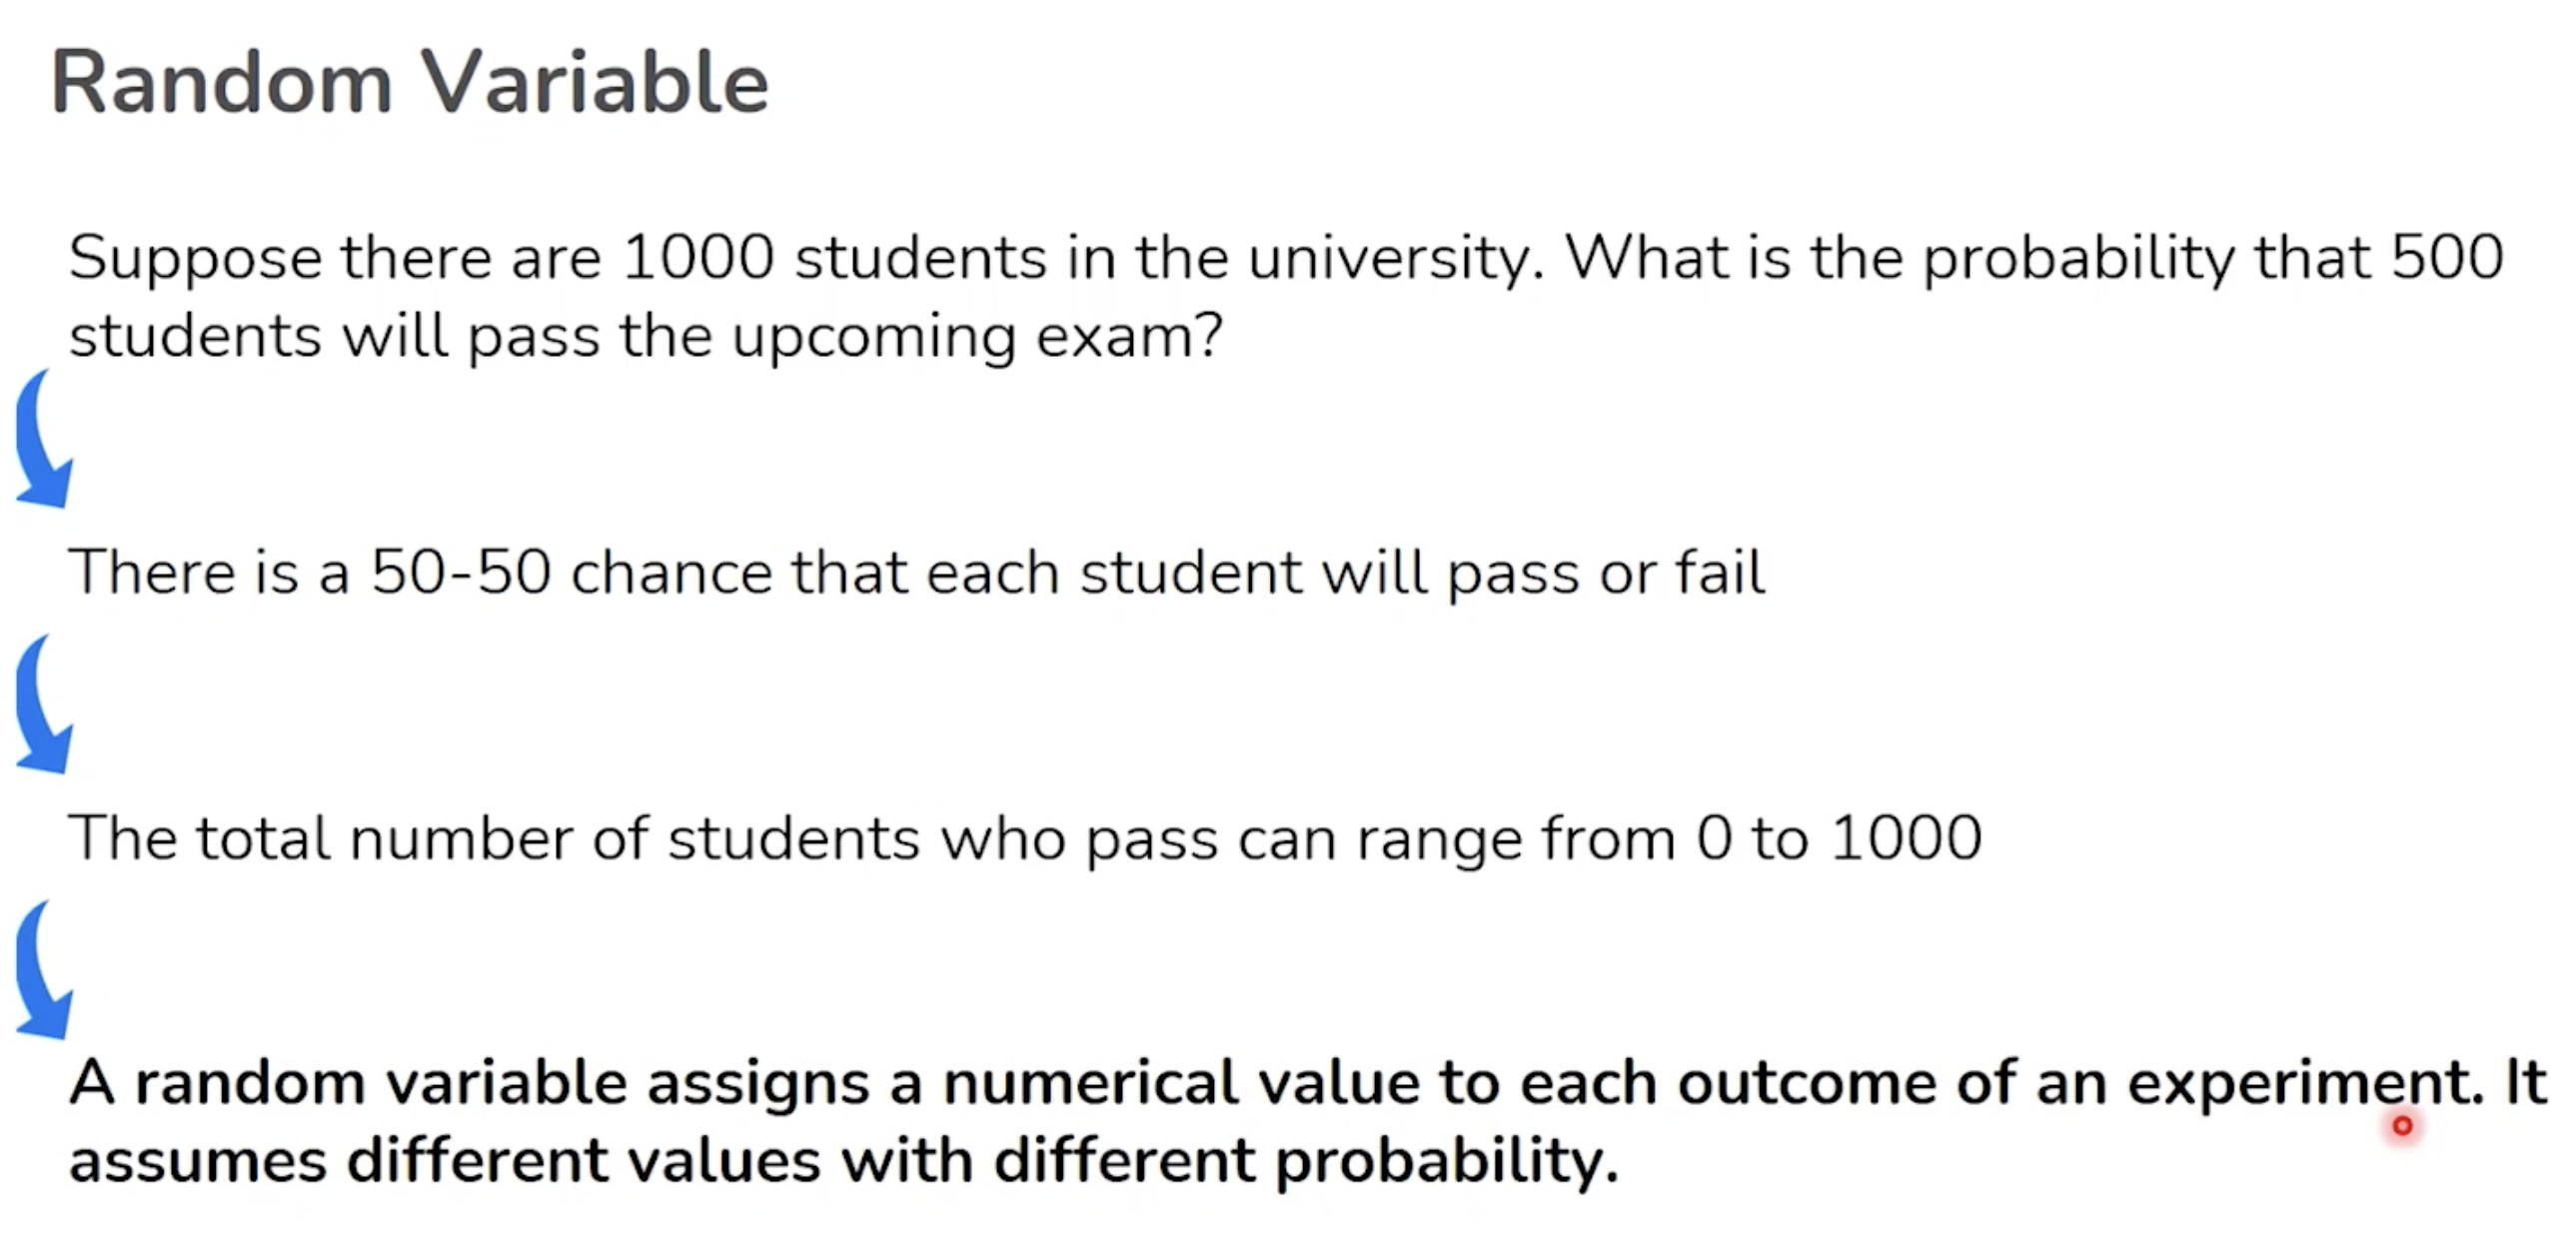 Random Variable
Suppose there are 1000 students in the university. What is the probability that 500
students will pass the upcoming exam?
There is a 50-50 chance that each student will pass or fail
The total number of students who pass can range from 0 to 1000
A random variable assigns a numerical value to each outcome of an experiment. It
assumes different values with different probability.